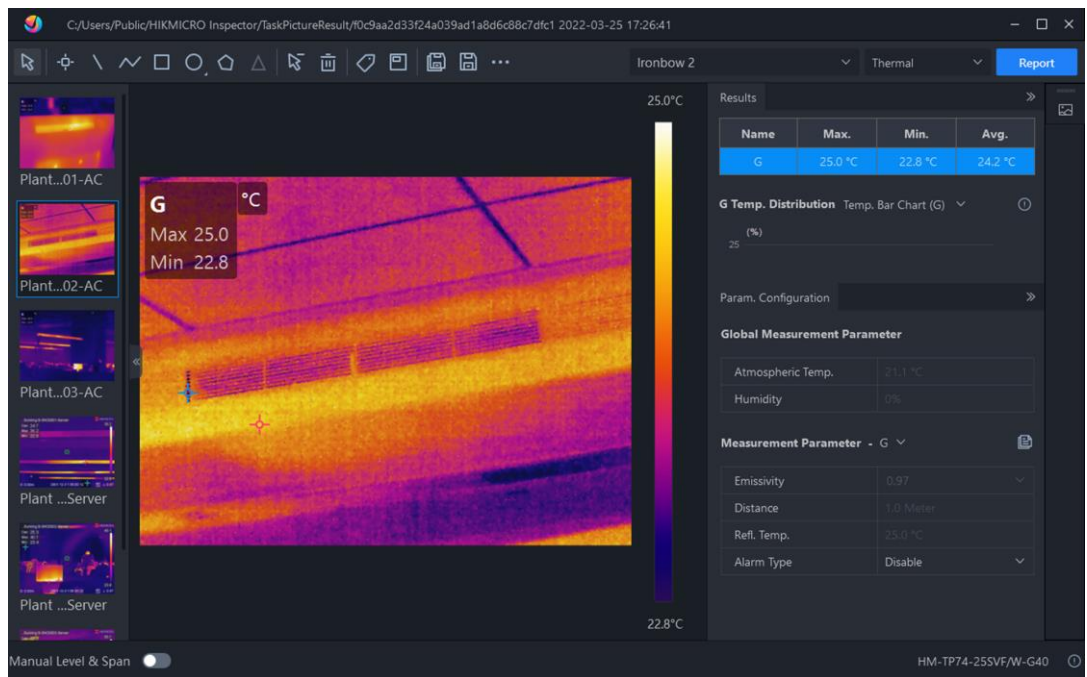 C:/Users/Public/HIKMICRO Inspector/TaskPictureResult/f0c9aa2d33f24a039ad1a8d6c88c7dfc1 2022-03-25 17:26:41
Ironbow 2
Thermal
Report
Plant...01-AC
Plant...02-AC
Plant...03-AC
Plant ...Server
Plant ...Server
G °C
Max 25.0
Min 22.8
25.0°C
22.8°C
Results
Name Max. Min. Avg.
G 25.0 °C 22.8 °C 24.2 °C
G Temp. Distribution Temp. Bar Chart (G)
(%)
25
Param. Configuration
Global Measurement Parameter
Atmospheric Temp. 21.1 °C
Humidity 0%
Measurement Parameter - G
Emissivity 0.97
Distance 1.0 Meter
Refl. Temp. 25.0 °C
Alarm Type Disable
Manual Level & Span
HM-TP74-25SVF/W-G40